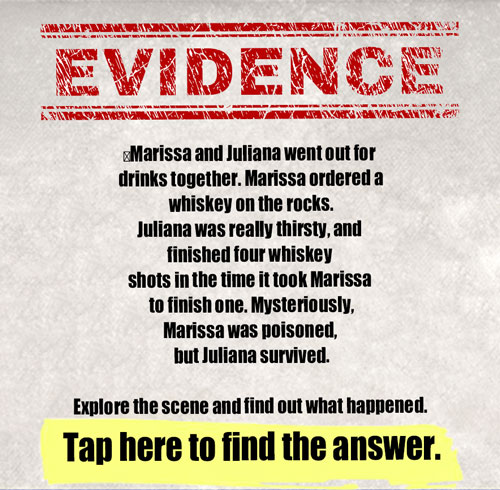 EVIDENCE
Marissa and Juliana went out for
drinks together. Marissa ordered a
whiskey on the rocks.
Juliana was really thirsty, and
finished four whiskey
shots in the time it took Marissa
to finish one. Mysteriously,
Marissa was poisoned,
but Juliana survived.
Explore the scene and find out what happened.
Tap here to find the answer.